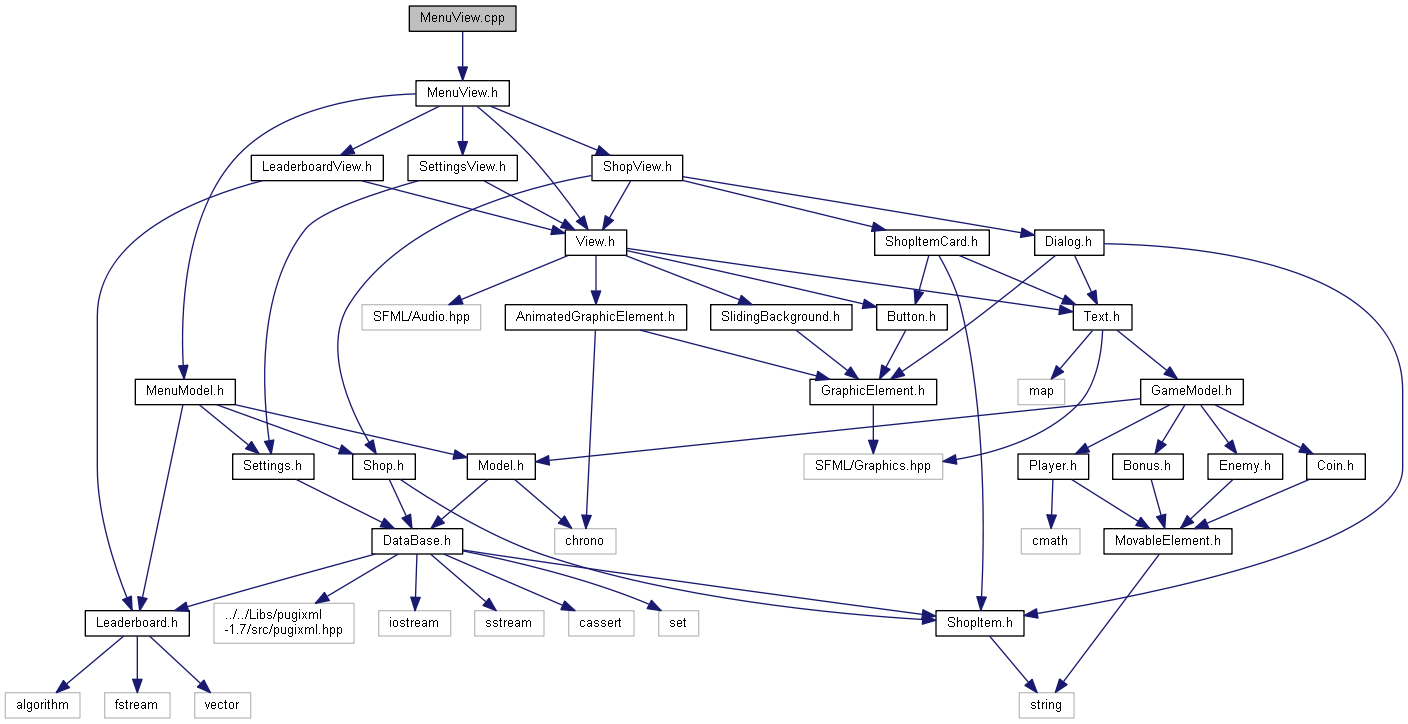 MenuView.cpp
MenuView.h
LeaderboardView.h
SettingsView.h
ShopView.h
View.h
ShopItemCard.h
Dialog.h
SFML/Audio.hpp
AnimatedGraphicElement.h
SlidingBackground.h
Button.h
Text.h
MenuModel.h
GraphicElement.h
map
GameModel.h
Settings.h
Shop.h
Model.h
SFML/Graphics.hpp
Player.h
Bonus.h
Enemy.h
Coin.h
DataBase.h
chrono
cmath
MovableElement.h
Leaderboard.h
../../Libs/pugixml
-1.7/src/pugixml.hpp
iostream
sstream
cassert
set
ShopItem.h
algorithm
fstream
vector
string